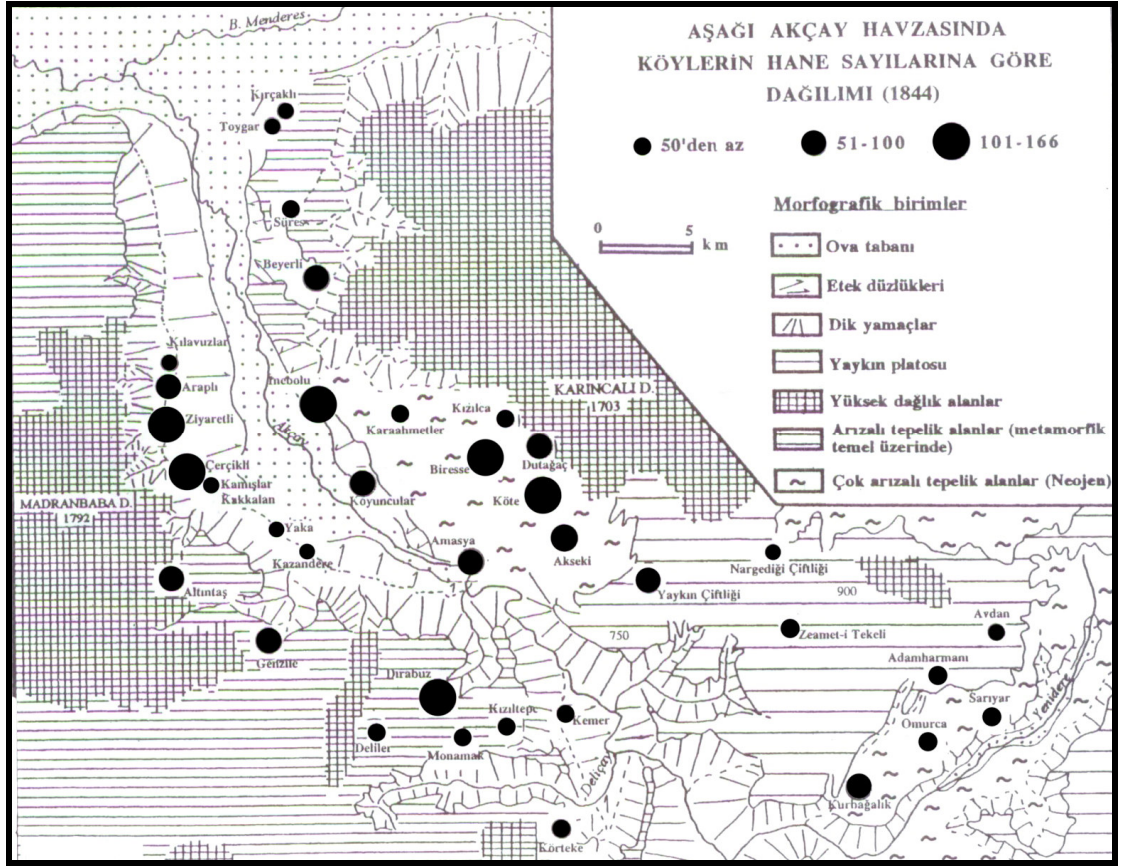 B. Menderes
AŞAĞI AKÇAY HAVZASINDA
KÖYLERİN HANE SAYILARINA GÖRE
DAĞILIMI (1844)
50'den az
51-100
101-166
Morfografik birimler
0
5
km
Ova tabanı
Etek düzlükleri
Dik yamaçlar
Yaykın platosu
Yüksek dağlık alanlar
Arızalı tepelik alanlar (metamorfik
temel üzerinde)
Çok arızalı tepelik alanlar (Neojen)
Kırçaklı
Toygar
Süres
Beyerli
Kılavuzlar
Araplı
Ziyaretli
İnebolu
Karaahmetler
Kızılca
KARINCALI D.
1703
Akçay
Çerçikli
Kamışlar
Kakkalan
Biresse
Dutağaç
Köyuncular
Köte
MADRANBABA D.
1792
Yaka
Kazandere
Amasya
Akseki
Nargediği Çiftliği
Altıntaş
Yaykın Çiftliği
900
750
Zeamet-i Tekeli
Avdan
Genzile
Adamharmanı
Dırabuz
Kızıltepe
Kemer
Sarıyar
Yenidere
Deliler
Monamak
Omurca
Deliçay
Kurbağalık
Körteke